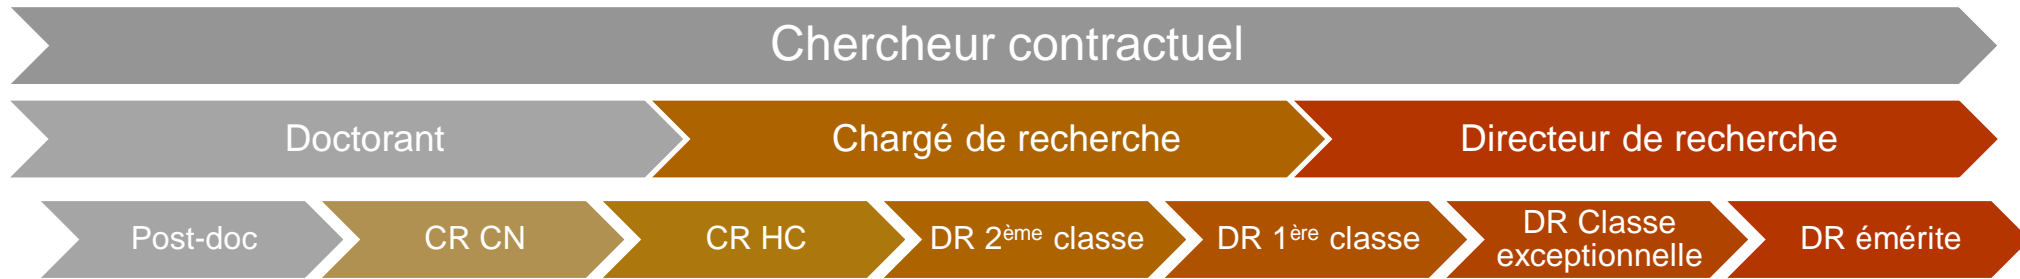 Chercheur contractuel
Doctorant
Chargé de recherche
Directeur de recherche
Post-doc
CR CN
CR HC
DR 2ème classe
DR 1ère classe
DR Classe
exceptionnelle
DR émérite